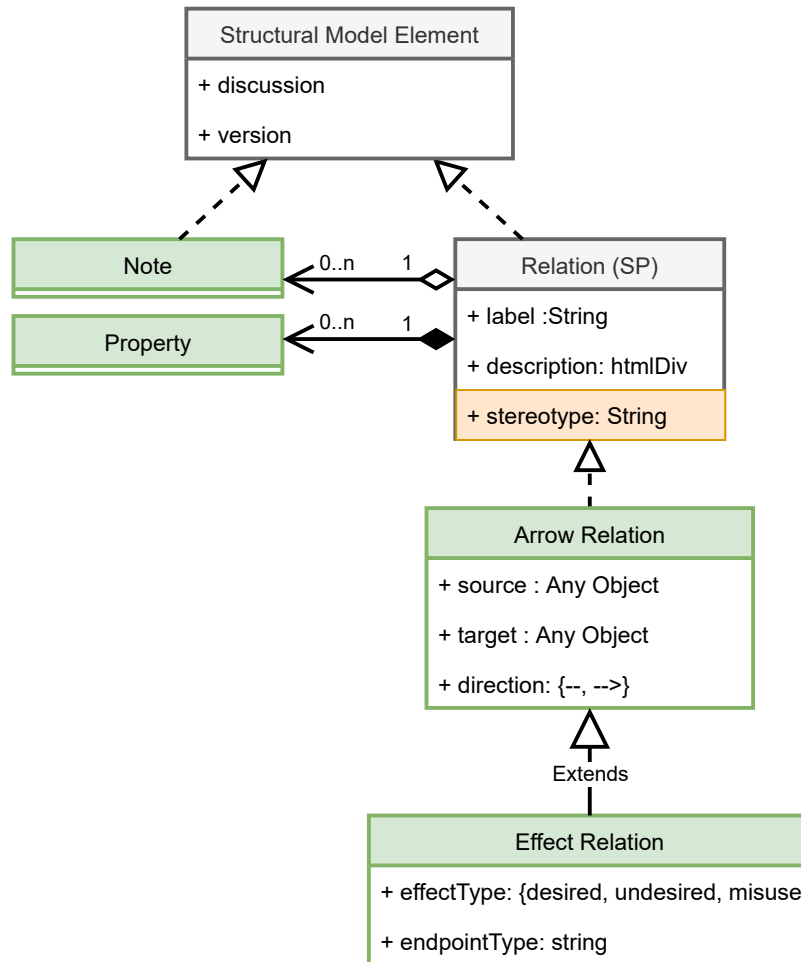 Structural Model Element
+ discussion
+ version
Note
0..n
1
Relation (SP)
+ label :String
+ description: htmlDiv
+ stereotype: String
Property
0..n
1
Arrow Relation
+ source : Any Object
+ target : Any Object
+ direction: {--, -->}
Extends
Effect Relation
+ effectType: {desired, undesired, misuse
+ endpointType: string